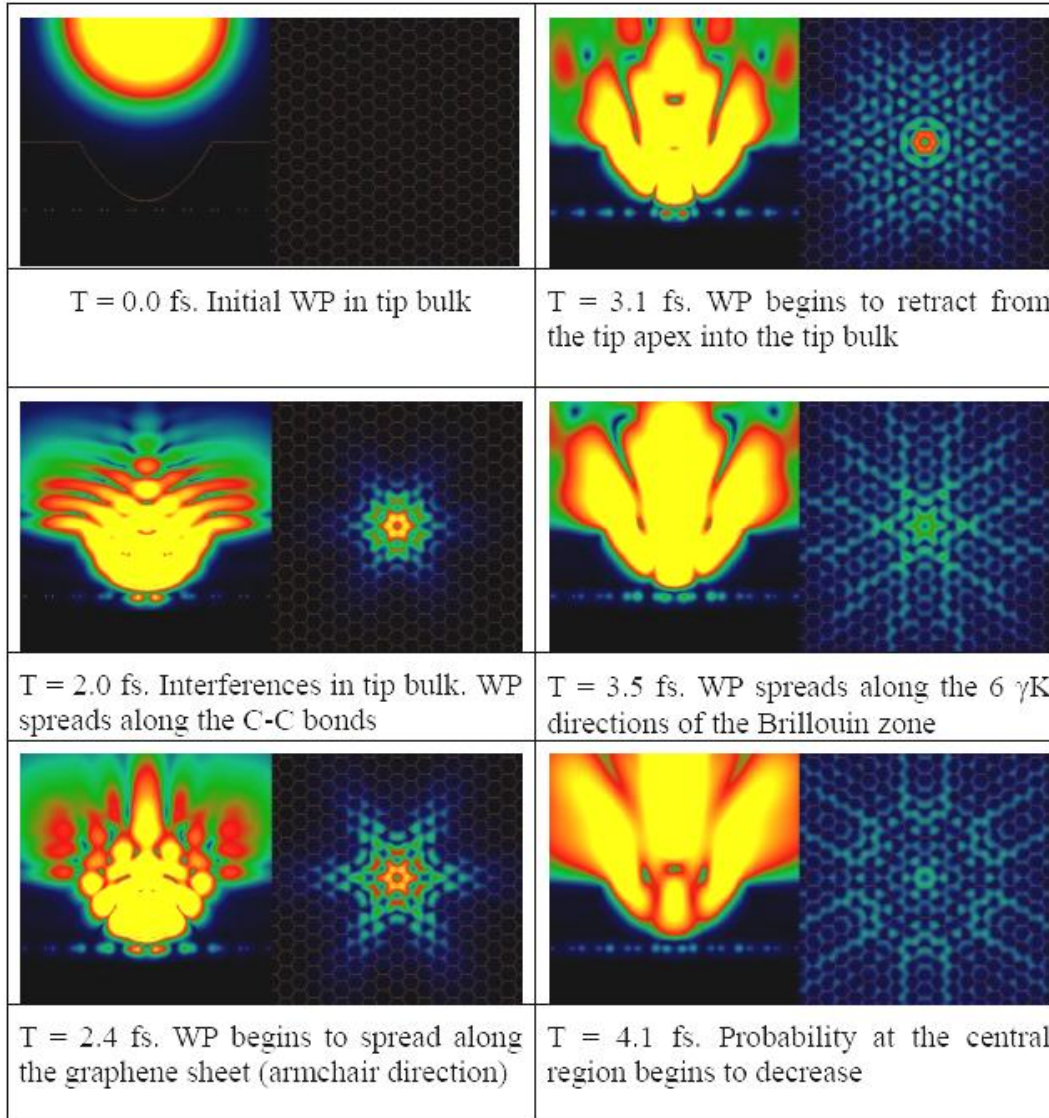 T = 0.0 fs. Initial WP in tip bulk
T = 2.0 fs. Interferences in tip bulk. WP
spreads along the C-C bonds
T = 2.4 fs. WP begins to spread along
the graphene sheet (armchair direction)
T = 3.1 fs. WP begins to retract from
the tip apex into the tip bulk
T = 3.5 fs. WP spreads along the 6 γK
directions of the Brillouin zone
T = 4.1 fs. Probability at the central
region begins to decrease